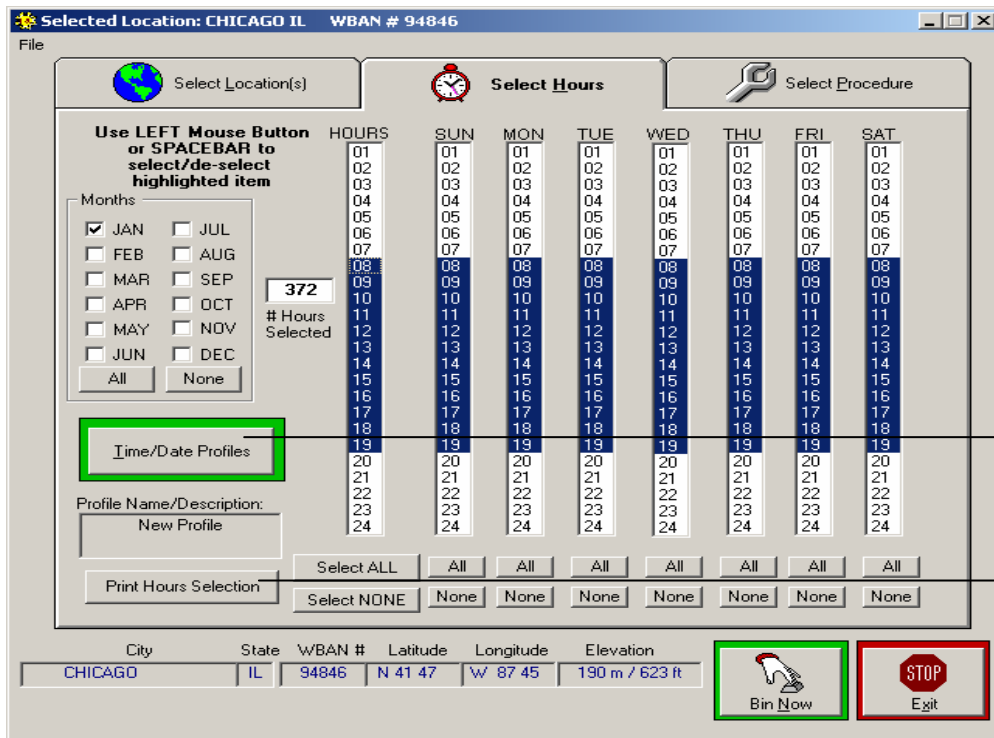 Selected Location: CHICAGO IL WBAN # 94846
File
Select Location(s)
Select Hours
Select Procedure
Use LEFT Mouse Button
or SPACEBAR to
select/de-select
highlighted item
Months
JAN JUL
FEB AUG
MAR SEP
APR OCT
MAY NOV
JUN DEC
All None
372
# Hours
Selected
HOURS SUN MON TUE WED THU FRI SAT
01 01 01 01 01 01 01 01
02 02 02 02 02 02 02 02
03 03 03 03 03 03 03 03
04 04 04 04 04 04 04 04
05 05 05 05 05 05 05 05
06 06 06 06 06 06 06 06
07 07 07 07 07 07 07 07
08 08 08 08 08 08 08 08
09 09 09 09 09 09 09 09
10 10 10 10 10 10 10 10
11 11 11 11 11 11 11 11
12 12 12 12 12 12 12 12
13 13 13 13 13 13 13 13
14 14 14 14 14 14 14 14
15 15 15 15 15 15 15 15
16 16 16 16 16 16 16 16
17 17 17 17 17 17 17 17
18 18 18 18 18 18 18 18
19 19 19 19 19 19 19 19
20 20 20 20 20 20 20 20
21 21 21 21 21 21 21 21
22 22 22 22 22 22 22 22
23 23 23 23 23 23 23 23
24 24 24 24 24 24 24 24
Time/Date Profiles
Profile Name/Description:
New Profile
Print Hours Selection
Select ALL All All All All All All All
Select NONE None None None None None None None
City State WBAN # Latitude Longitude Elevation
CHICAGO IL 94846 N 41 47 W 87 45 190 m / 623 ft
Bin Now
STOP
Exit